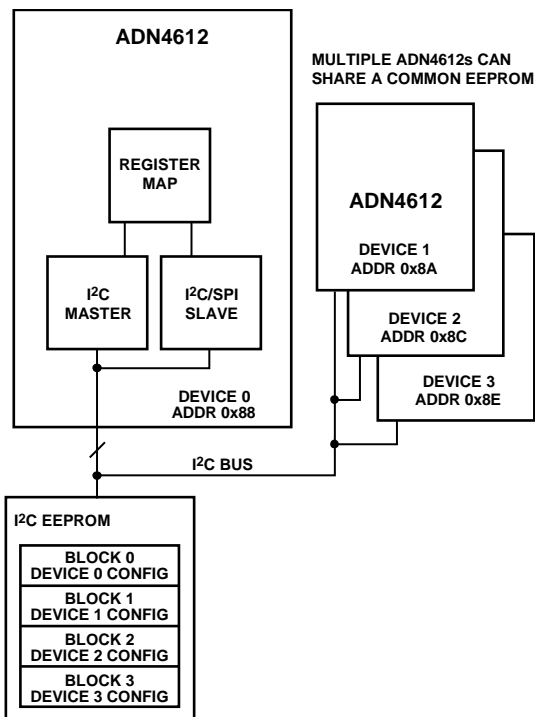 ADN4612
REGISTER
MAP
I²C
MASTER
I²C/SPI
SLAVE
DEVICE 0
ADDR 0x88
MULTIPLE ADN4612s CAN
SHARE A COMMON EEPROM
ADN4612
DEVICE 1
ADDR 0x8A
DEVICE 2
ADDR 0x8C
DEVICE 3
ADDR 0x8E
I²C BUS
I²C EEPROM
BLOCK 0
DEVICE 0 CONFIG
BLOCK 1
DEVICE 1 CONFIG
BLOCK 2
DEVICE 2 CONFIG
BLOCK 3
DEVICE 3 CONFIG